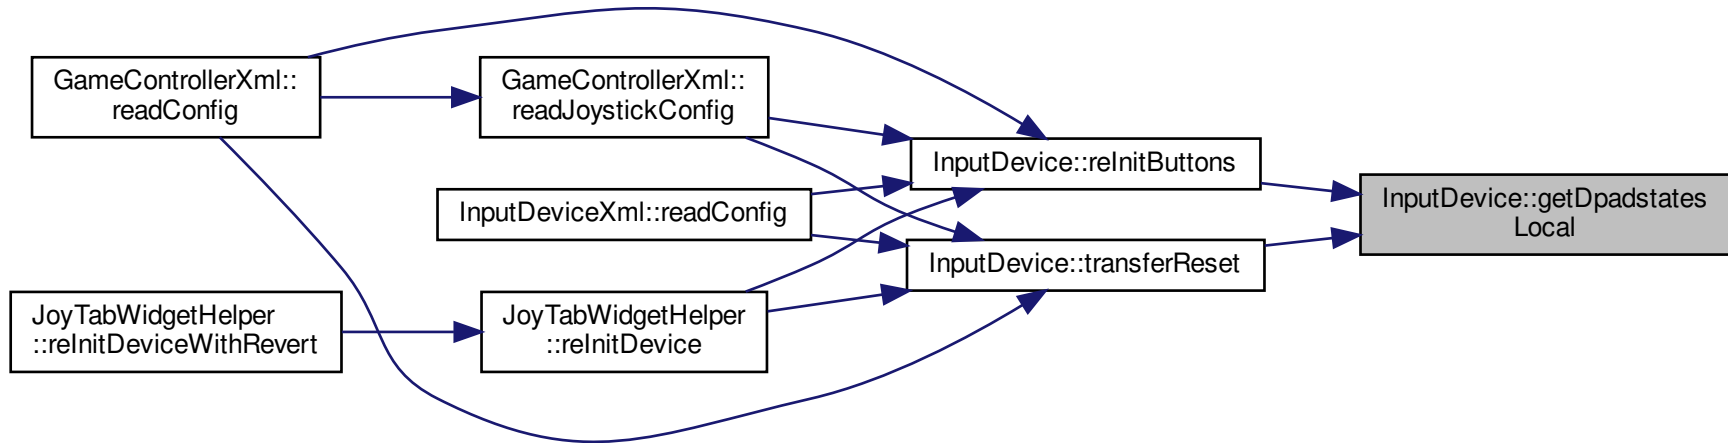 GameControllerXml::
readConfig
GameControllerXml::
readJoystickConfig
InputDevice::reInitButtons
InputDevice::getDpadstates
Local
InputDeviceXml::readConfig
InputDevice::transferReset
JoyTabWidgetHelper
::reInitDeviceWithRevert
JoyTabWidgetHelper
::reInitDevice